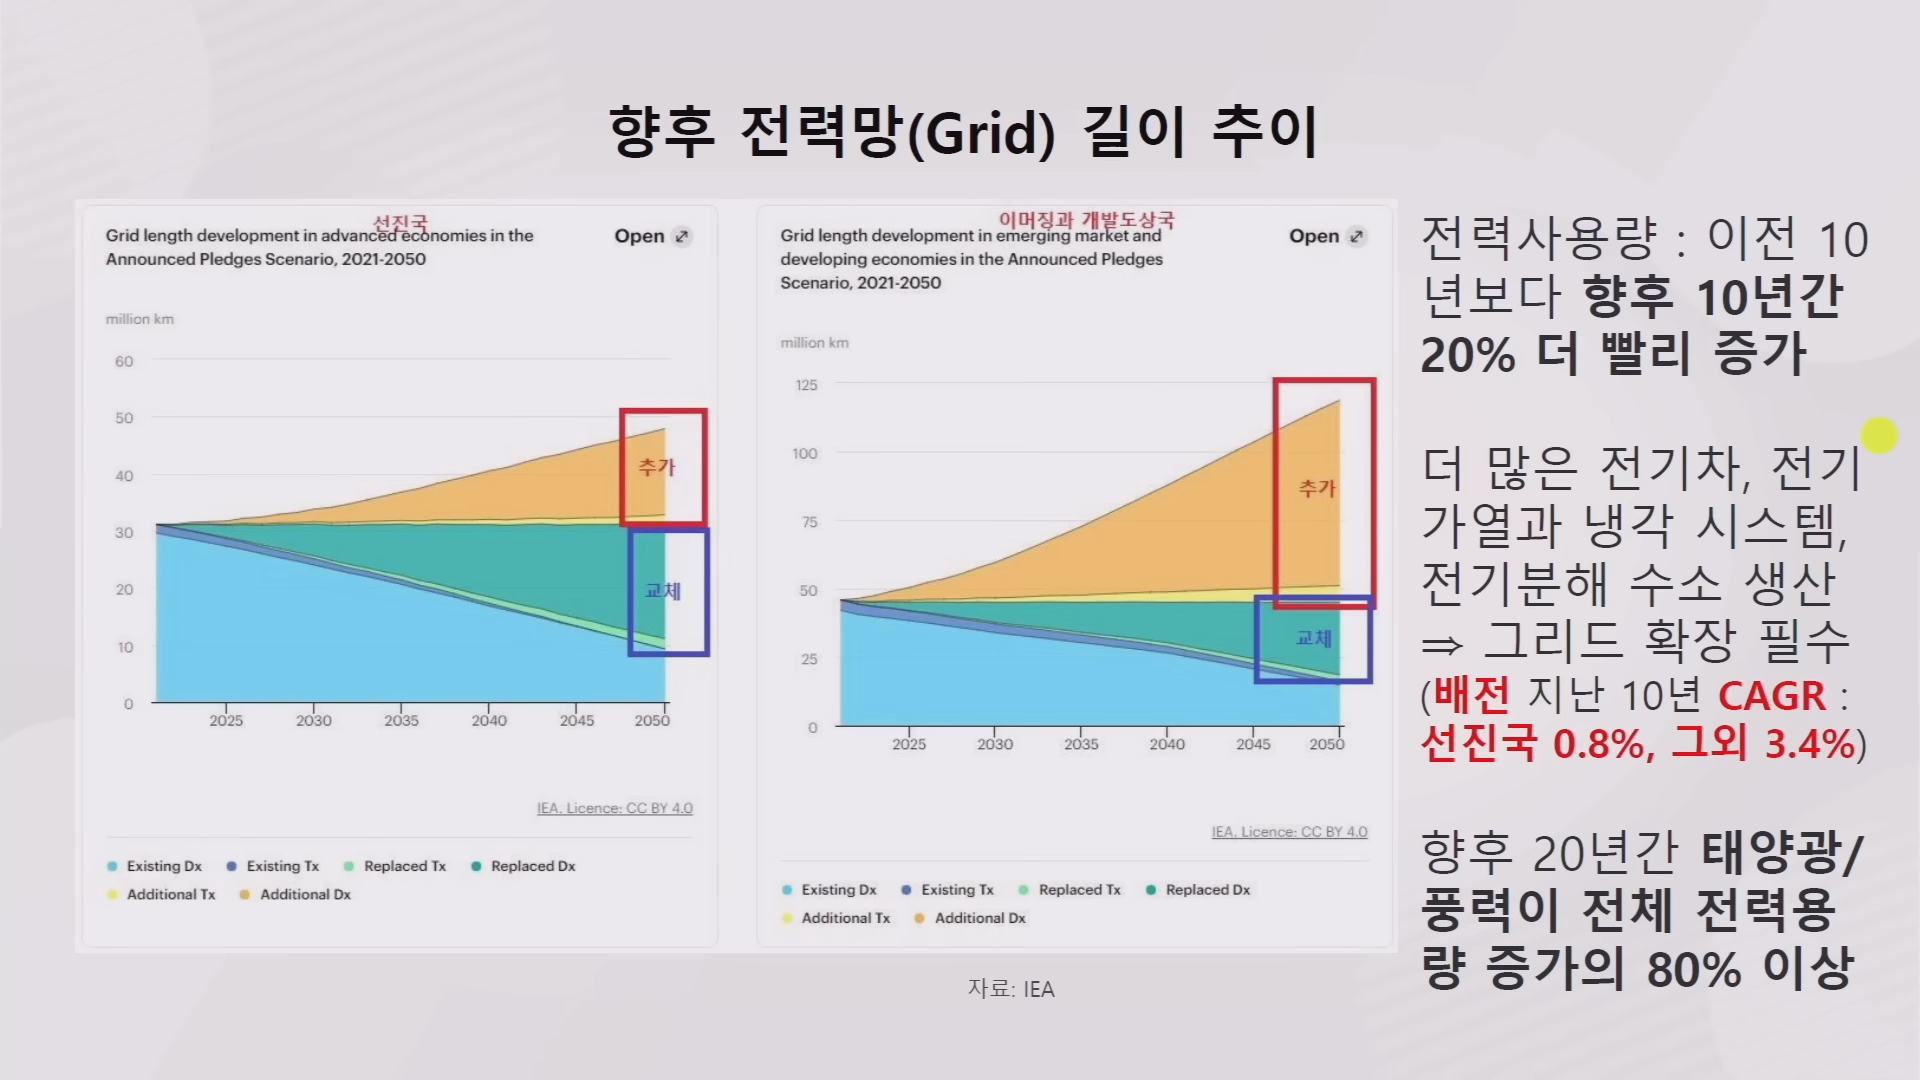 향후 전력망(Grid) 길이 추이
선진국
Grid length development in advanced economies in the
Announced Pledges Scenario, 2021-2050
Open
million km
60
50
40
30
20
10
0
추가
교체
2025 2030 2035 2040 2045 2050
IEA. Licence: CC BY 4.0
Existing Dx Existing Tx Replaced Tx Replaced Dx
Additional Tx Additional Dx
이머징과 개발도상국
Grid length development in emerging market and
developing economies in the Announced Pledges
Scenario, 2021-2050
Open
million km
125
100
75
50
25
0
추가
교체
2025 2030 2035 2040 2045 2050
IEA. Licence: CC BY 4.0
Existing Dx Existing Tx Replaced Tx Replaced Dx
Additional Tx Additional Dx
자료: IEA
전력사용량 : 이전 10
년보다 향후 10년간
20% 더 빨리 증가
더 많은 전기차, 전기
가열과 냉각 시스템,
전기분해 수소 생산
⇒ 그리드 확장 필수
(배전 지난 10년 CAGR :
선진국 0.8%, 그외 3.4%)
향후 20년간 태양광/
풍력이 전체 전력용
량 증가의 80% 이상